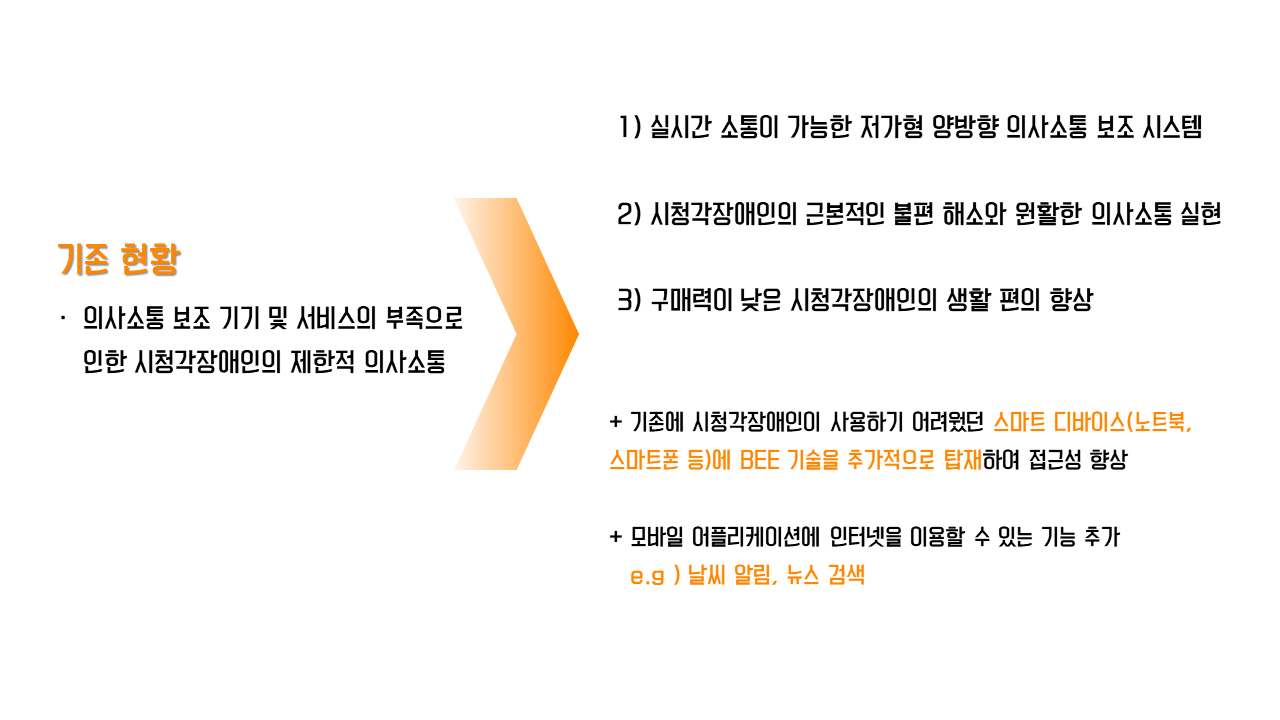 기존 현황
· 의사소통 보조 기기 및 서비스의 부족으로
인한 시청각장애인의 제한적 의사소통
1) 실시간 소통이 가능한 저가형 양방향 의사소통 보조 시스템
2) 시청각장애인의 근본적인 불편 해소와 원활한 의사소통 실현
3) 구매력이 낮은 시청각장애인의 생활 편의 향상
+ 기존에 시청각장애인이 사용하기 어려웠던 스마트 디바이스(노트북,
스마트폰 등)에 BEE 기술을 추가적으로 탑재하여 접근성 향상
+ 모바일 어플리케이션에 인터넷을 이용할 수 있는 기능 추가
e.g ) 날씨 알림, 뉴스 검색